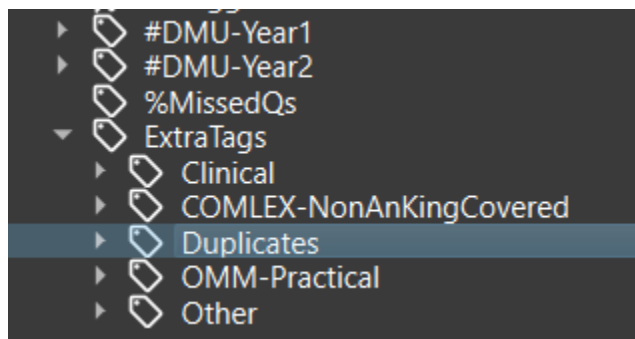 #DMU-Year1
#DMU-Year2
%MissedQs
ExtraTags
Clinical
COMLEX-NonAnKingCovered
Duplicates
OMM-Practical
Other